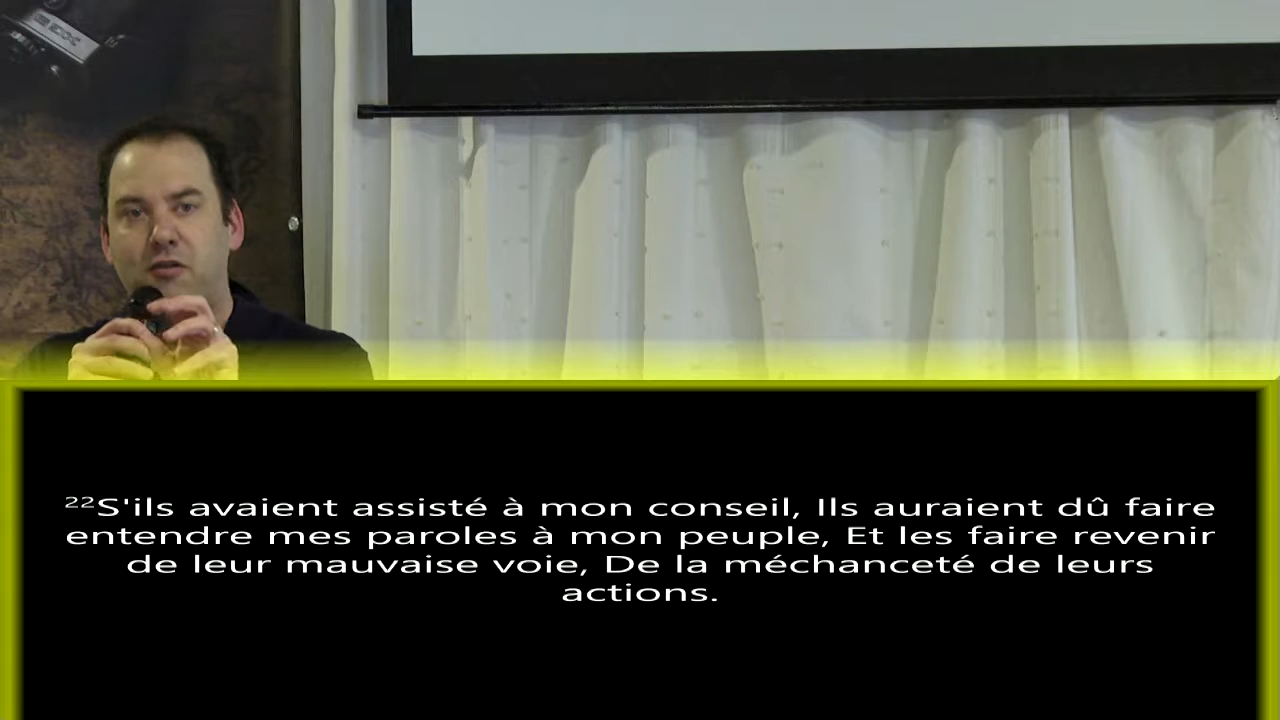 ²²S'ils avaient assisté à mon conseil, Ils auraient dû faire
entendre mes paroles à mon peuple, Et les faire revenir
de leur mauvaise voie, De la méchanceté de leurs
actions.